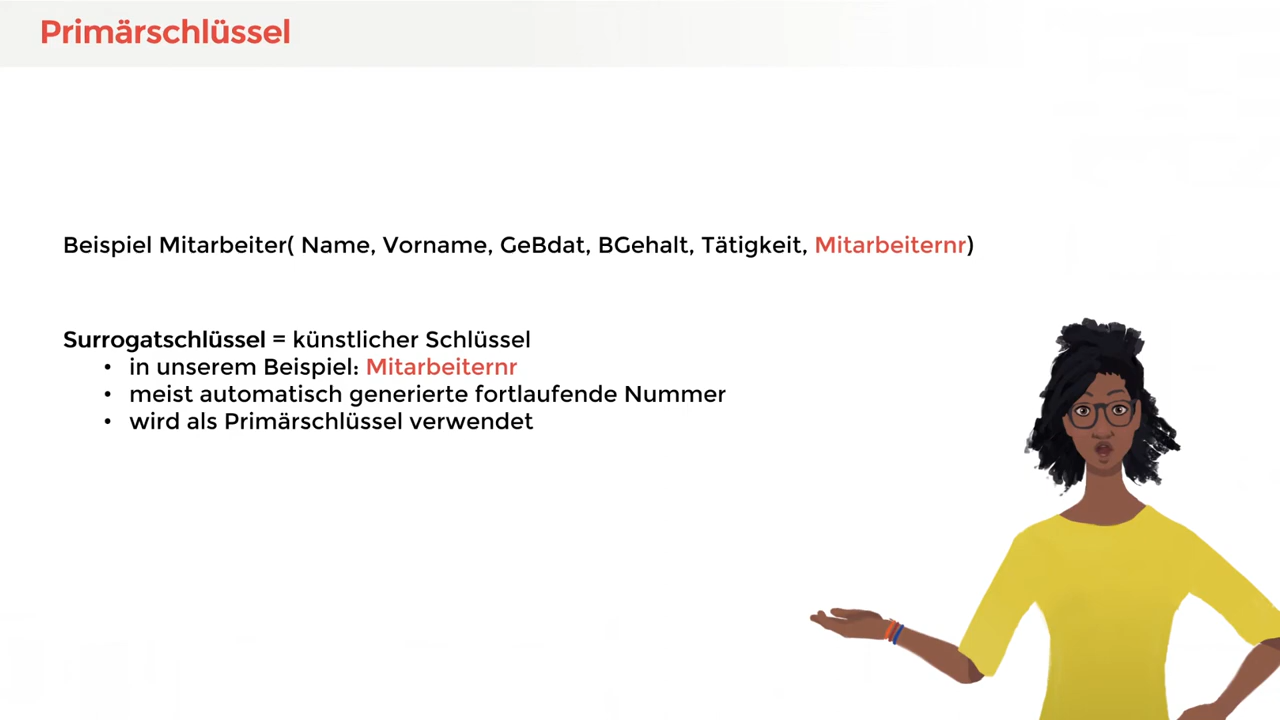 Primärschlüssel
Beispiel Mitarbeiter( Name, Vorname, GeBdat, BGehalt, Tätigkeit, Mitarbeiternr)
Surrogatschlüssel = künstlicher Schlüssel
• in unserem Beispiel: Mitarbeiternr
• meist automatisch generierte fortlaufende Nummer
• wird als Primärschlüssel verwendet